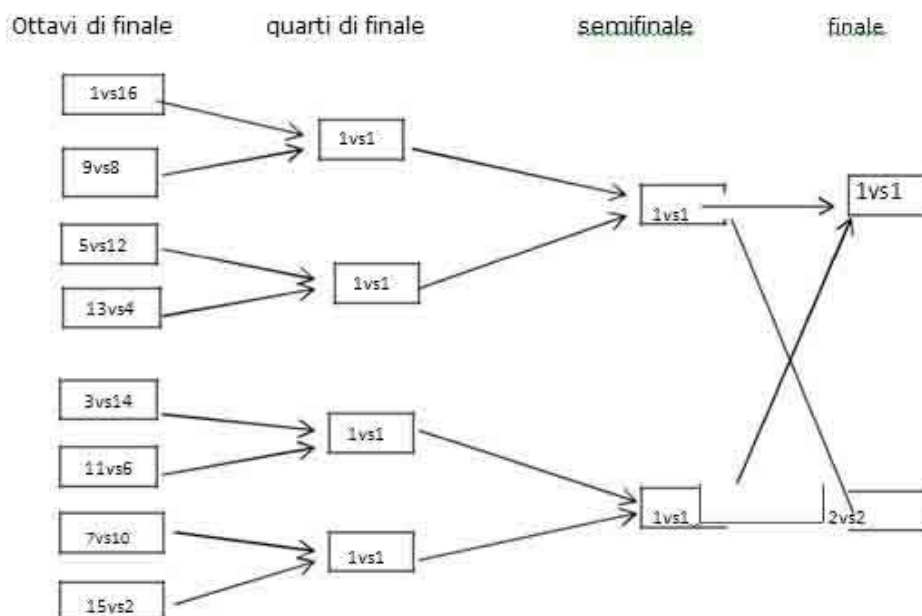 Ottavi di finale quarti di finale semifinale finale
1vs16
1vs1
9vs8
1vs1
1vs1
5vs12
1vs1
13vs4
3vs14
1vs1
11vs6
7vs10
1vs1
2vs2
1vs1
15vs2